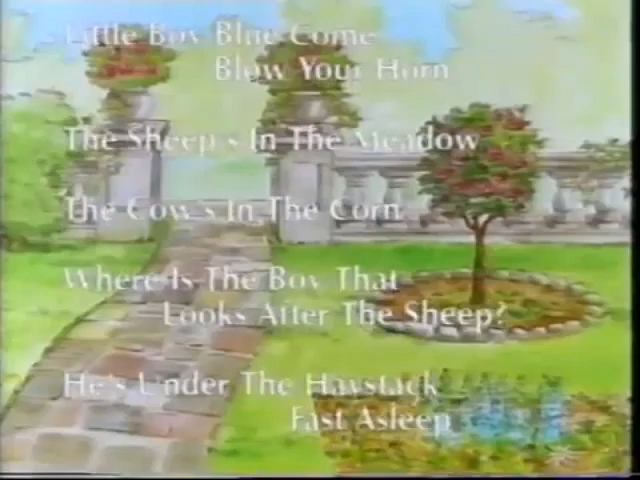 Little Boy Blue Come
Blow Your Horn
The Sheep's In The Meadow
The Cow's In The Corn
Where Is The Boy That
Looks After The Sheep?
He's Under The Haystack
Fast Asleep